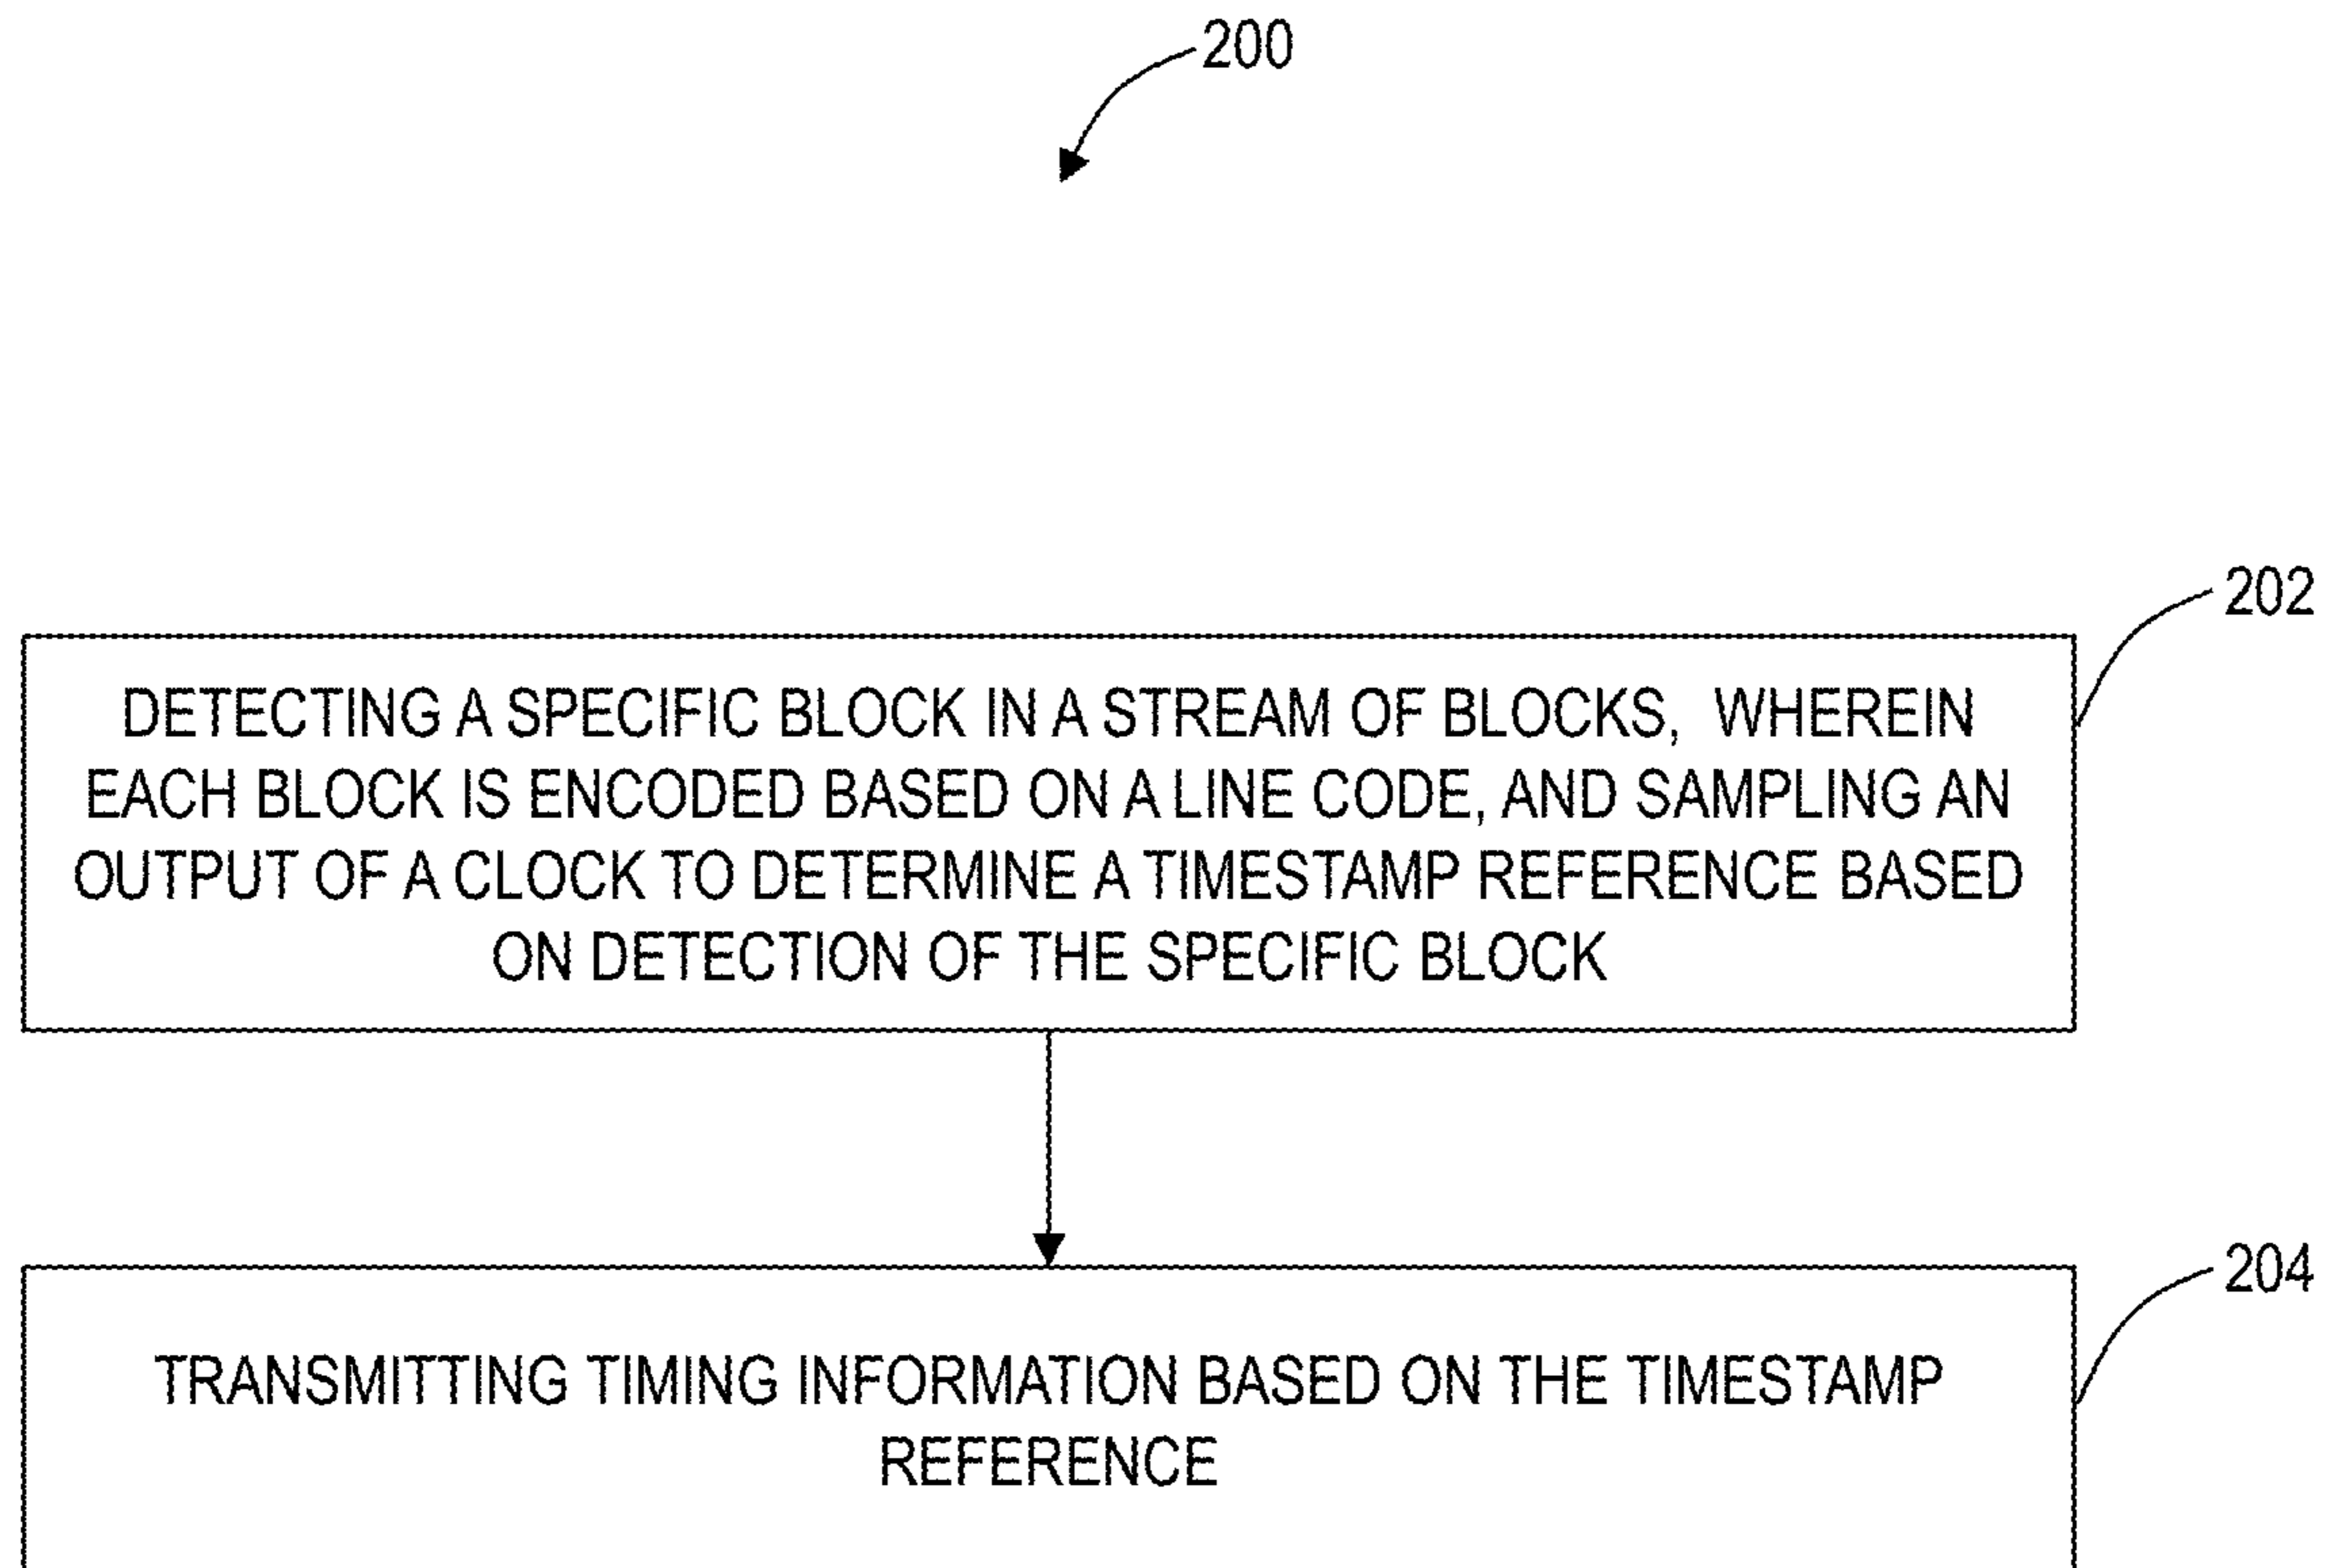 200
202
DETECTING A SPECIFIC BLOCK IN A STREAM OF BLOCKS, WHEREIN
EACH BLOCK IS ENCODED BASED ON A LINE CODE, AND SAMPLING AN
OUTPUT OF A CLOCK TO DETERMINE A TIMESTAMP REFERENCE BASED
ON DETECTION OF THE SPECIFIC BLOCK
204
TRANSMITTING TIMING INFORMATION BASED ON THE TIMESTAMP
REFERENCE